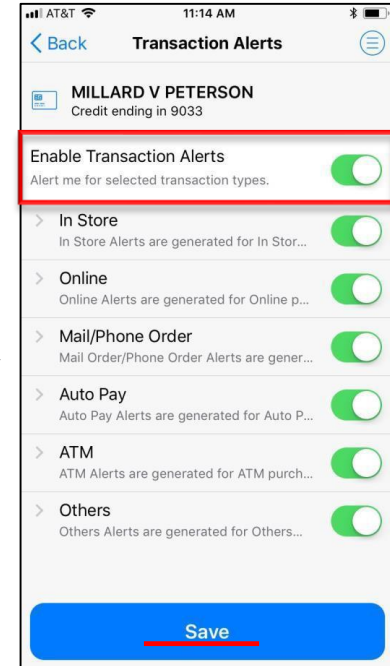 AT&T 11:14 AM
Back Transaction Alerts
MILLARD V PETERSON
Credit ending in 9033
Enable Transaction Alerts
Alert me for selected transaction types.
In Store
In Store Alerts are generated for In Stor...
Online
Online Alerts are generated for Online p...
Mail/Phone Order
Mail Order/Phone Order Alerts are gener...
Auto Pay
Auto Pay Alerts are generated for Auto P...
ATM
ATM Alerts are generated for ATM purch...
Others
Others Alerts are generated for Others...
Save